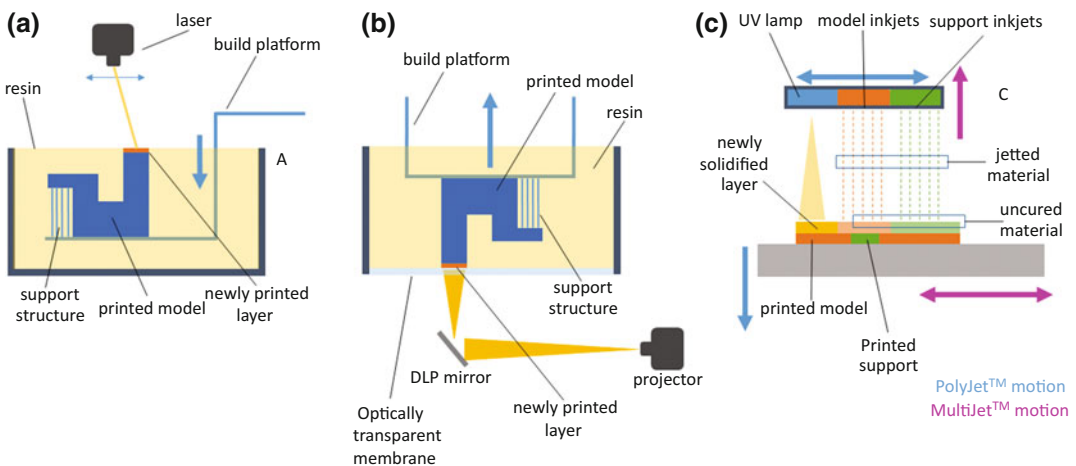 (a)
laser
build platform
resin
A
support
structure
printed model
newly printed
layer
(b)
build platform
printed model
resin
support
structure
DLP mirror
projector
newly printed
layer
Optically
transparent
membrane
(c)
UV lamp
model inkjets
support inkjets
C
newly
solidified
layer
jetted
material
uncured
material
printed model
Printed
support
PolyJet™ motion
MultiJet™ motion